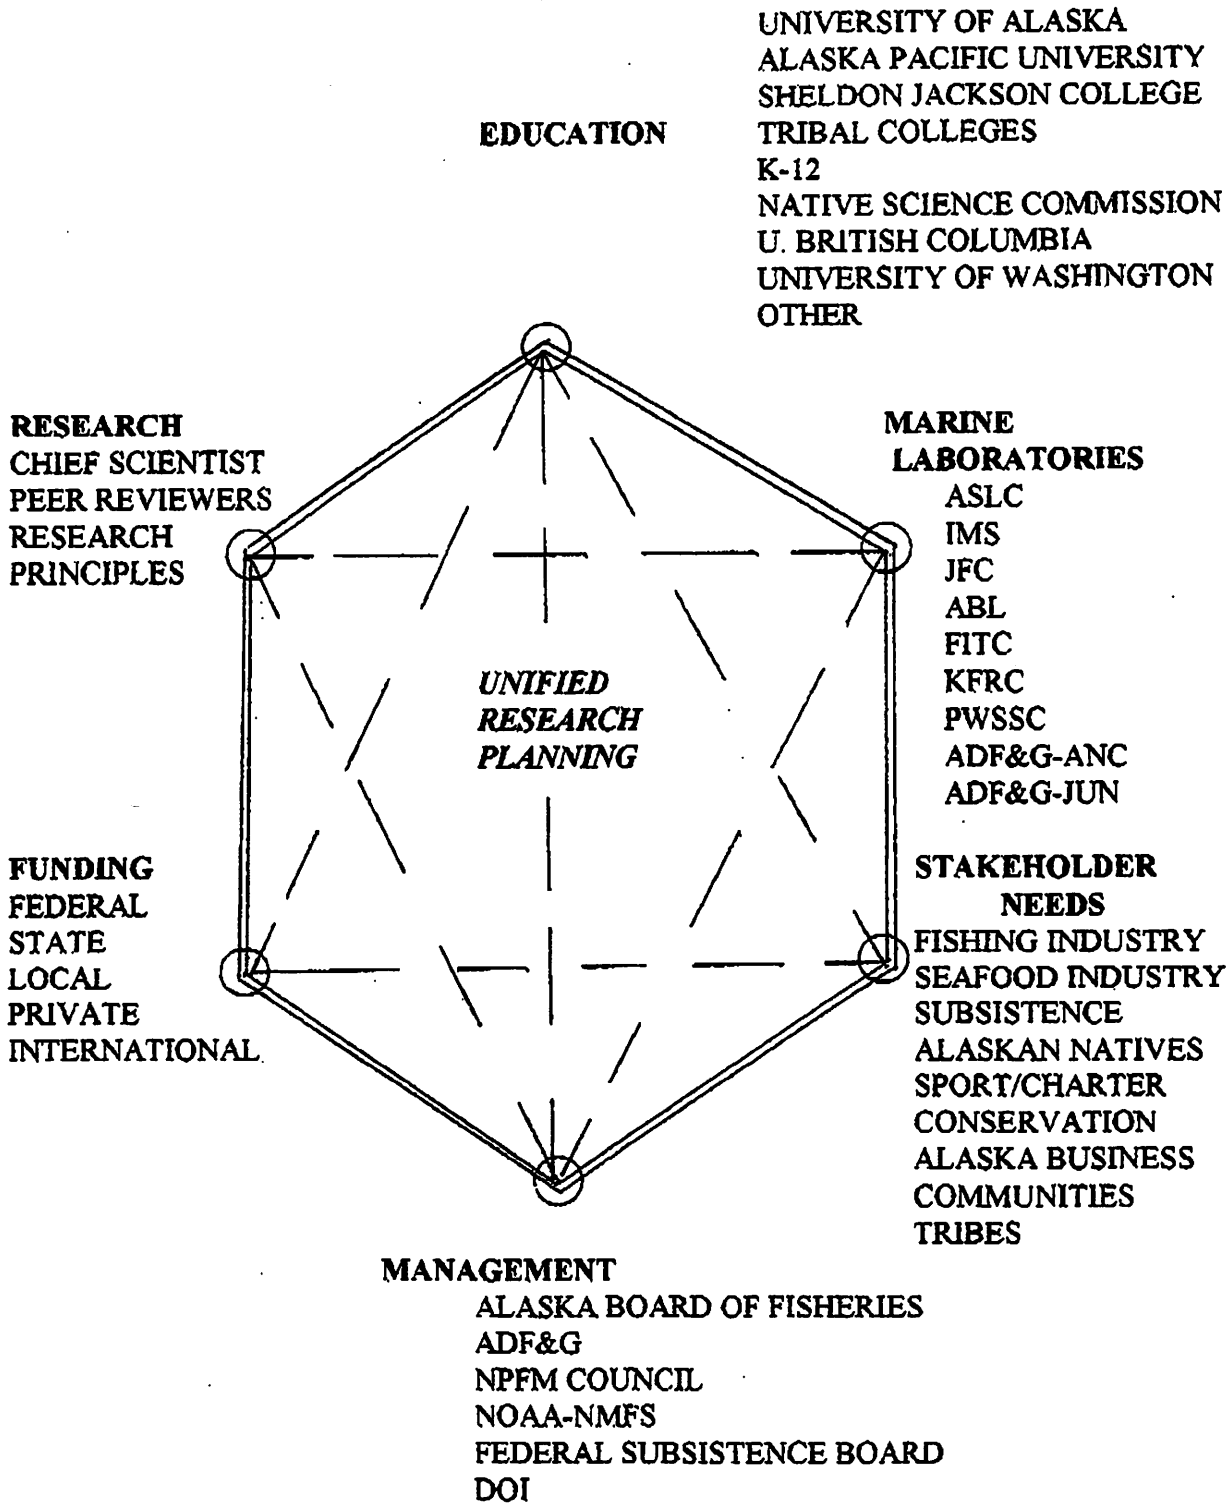 EDUCATION
UNIVERSITY OF ALASKA
ALASKA PACIFIC UNIVERSITY
SHELDON JACKSON COLLEGE
TRIBAL COLLEGES
K-12
NATIVE SCIENCE COMMISSION
U. BRITISH COLUMBIA
UNIVERSITY OF WASHINGTON
OTHER
RESEARCH
CHIEF SCIENTIST
PEER REVIEWERS
RESEARCH
PRINCIPLES
MARINE
LABORATORIES
ASLC
IMS
JFC
ABL
FITC
KFRC
PWSSC
ADF&G-ANC
ADF&G-JUN
UNIFIED
RESEARCH
PLANNING
FUNDING
FEDERAL
STATE
LOCAL
PRIVATE
INTERNATIONAL
STAKEHOLDER
NEEDS
FISHING INDUSTRY
SEAFOOD INDUSTRY
SUBSISTENCE
ALASKAN NATIVES
SPORT/CHARTER
CONSERVATION
ALASKA BUSINESS
COMMUNITIES
TRIBES
MANAGEMENT
ALASKA BOARD OF FISHERIES
ADF&G
NPFM COUNCIL
NOAA-NMFS
FEDERAL SUBSISTENCE BOARD
DOI